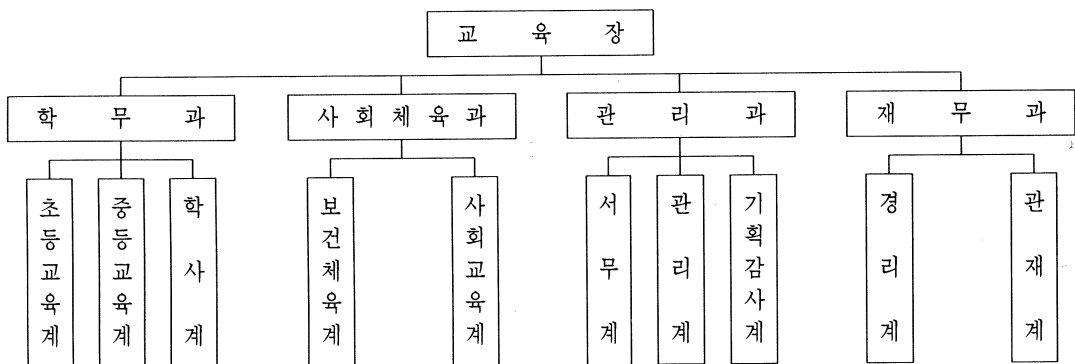 교육장
학무과
사회체육과
관리과
재무과
초등교육계
중등교육계
학사계
보건체육계
사회교육계
서무계
관리계
기획감사계
경리계
관재계